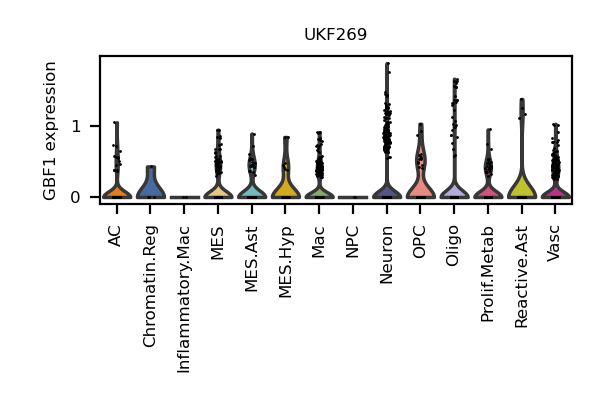 UKF269
GBF1 expression
1
0
AC
Chromatin.Reg
Inflammatory.Mac
MES
MES.Ast
MES.Hyp
Mac
NPC
Neuron
OPC
Oligo
Prolif.Metab
Reactive.Ast
Vasc